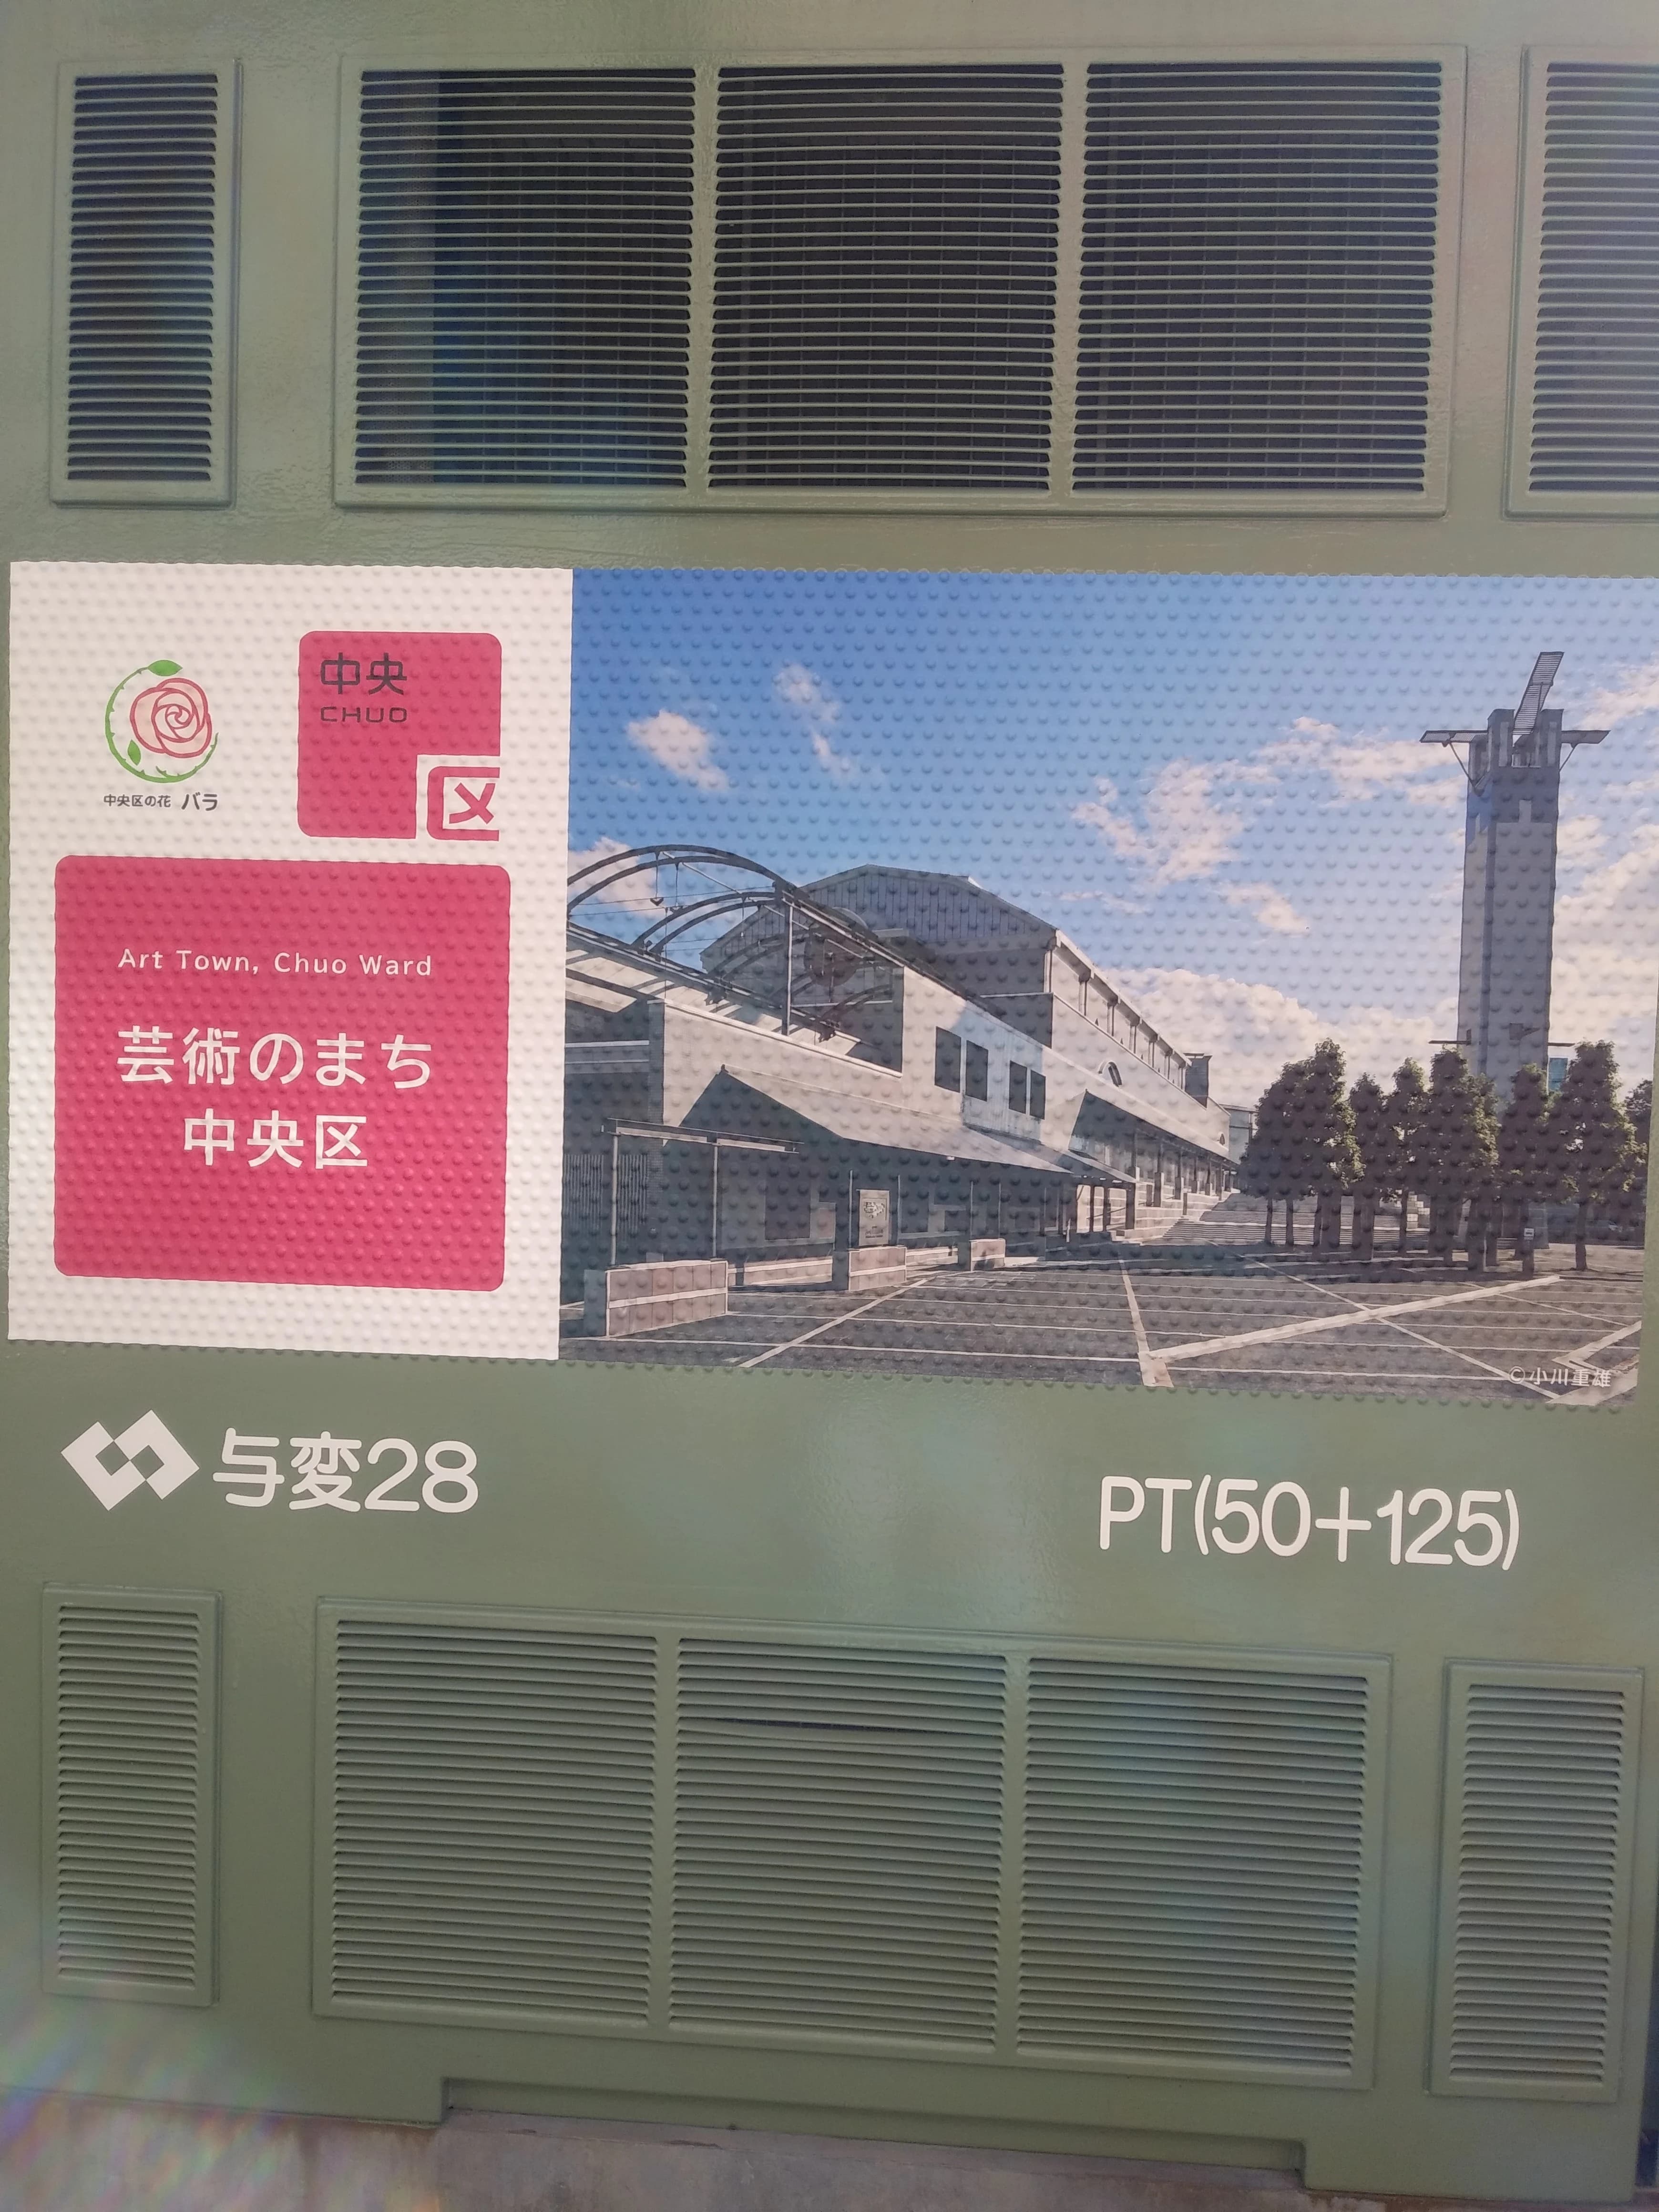 中央
CHUO
区
中央区の花 バラ
Art Town, Chuo Ward
芸術のまち
中央区
©小川重雄
与変28
PT(50+125)